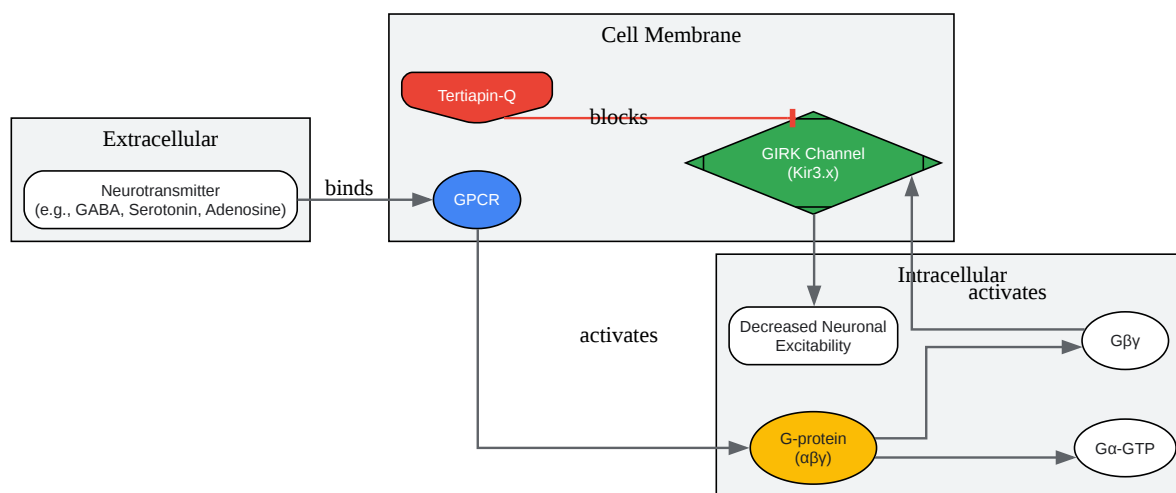 Cell Membrane
Tertiapin-Q
blocks
GIRK Channel
(Kir3.x)
Extracellular
Neurotransmitter
(e.g., GABA, Serotonin, Adenosine)
binds
GPCR
Intracellular
activates
activates
Decreased Neuronal
Excitability
Gβγ
G-protein
(αβγ)
Gα-GTP